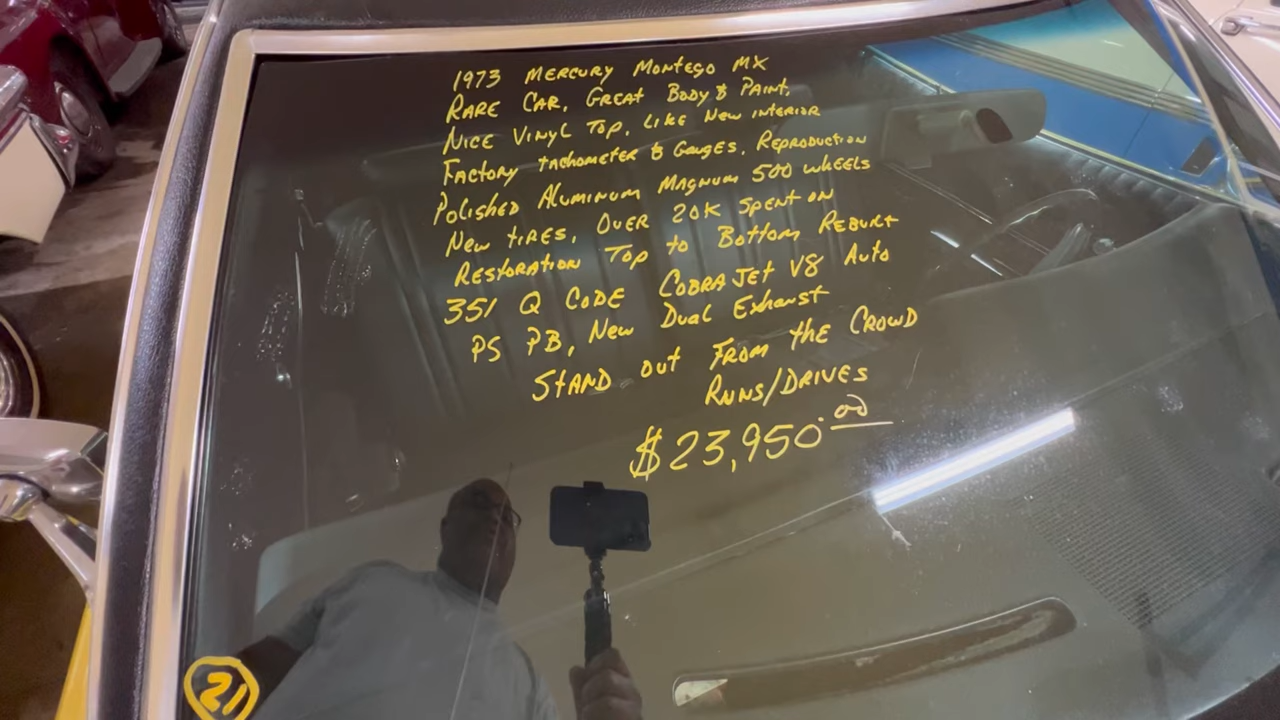 1973 MERCURY MONTEGO MX
RARE CAR, GREAT BODY & PAINT,
NICE VINYL TOP, LIKE NEW INTERIOR
FACTORY TACHOMETER & GAUGES, REPRODUCTION
POLISHED ALUMINUM MAGNUM 500 WHEELS
NEW TIRES, OVER 20K SPENT ON
RESTORATION TOP TO BOTTOM REBUILT
351 Q CODE COBRA JET V8 AUTO
PS PB, NEW DUAL EXHAUST
STAND OUT FROM THE CROWD
RUNS/DRIVES
$23,950.00
21